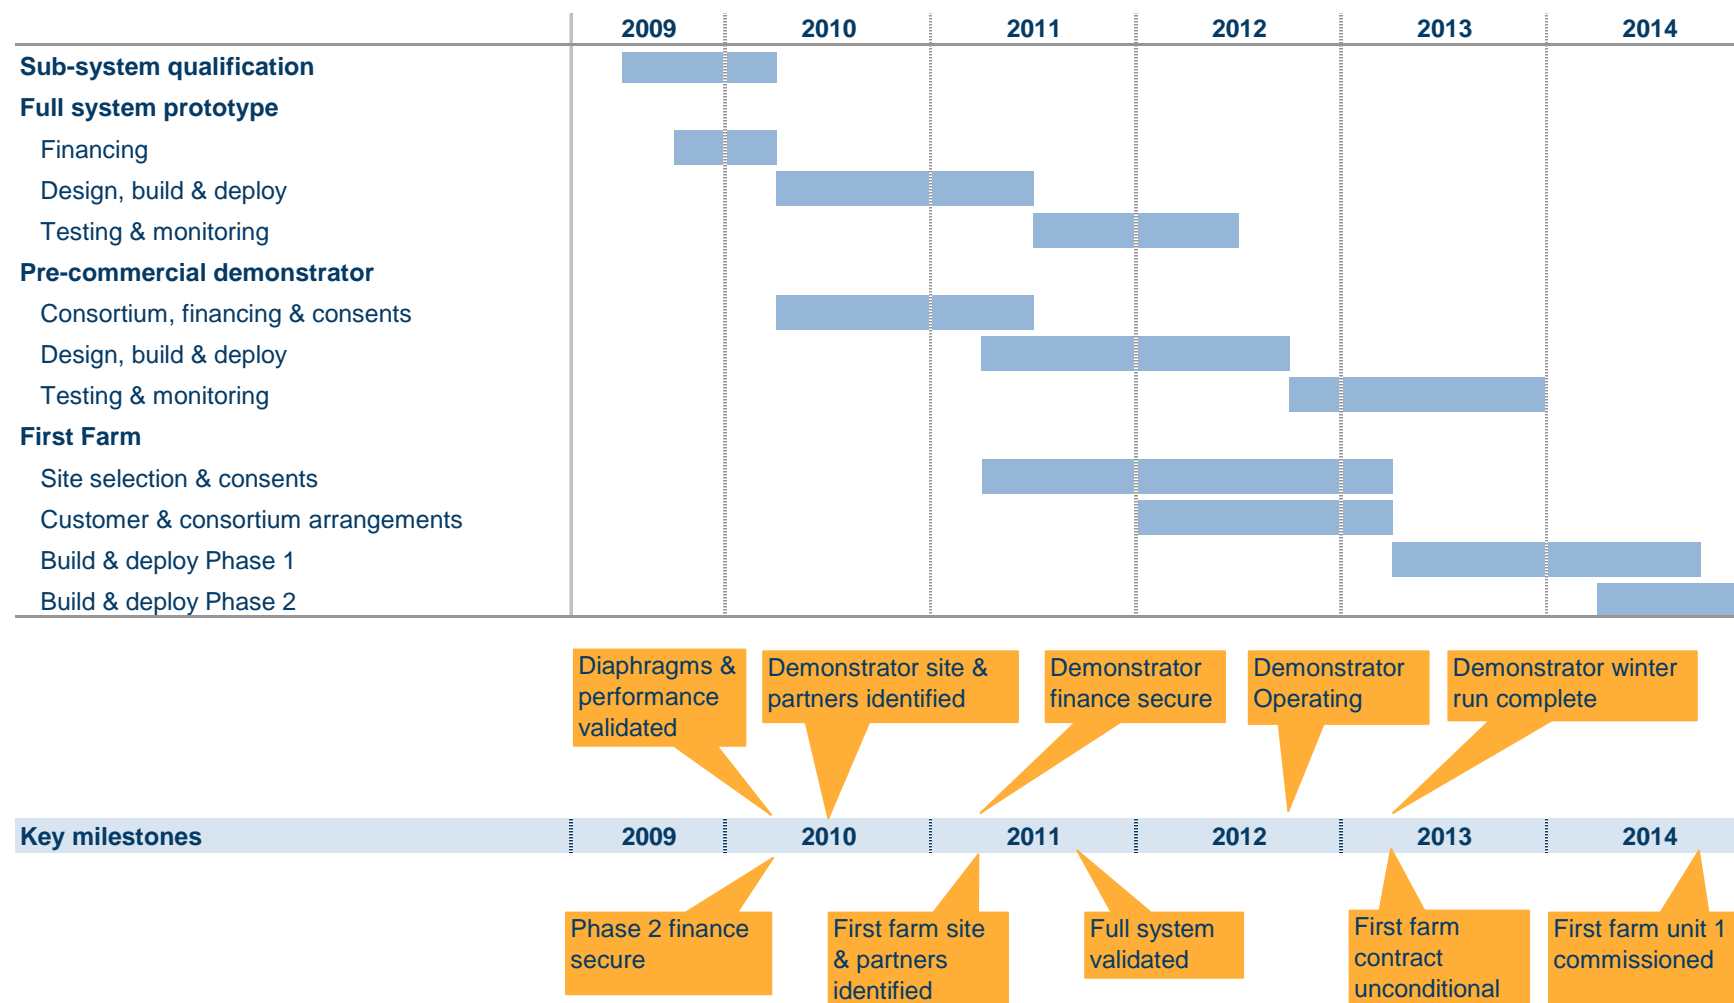 2009 2010 2011 2012 2013 2014
Sub-system qualification
Full system prototype
Financing
Design, build & deploy
Testing & monitoring
Pre-commercial demonstrator
Consortium, financing & consents
Design, build & deploy
Testing & monitoring
First Farm
Site selection & consents
Customer & consortium arrangements
Build & deploy Phase 1
Build & deploy Phase 2
Diaphragms &
performance
validated
Demonstrator site &
partners identified
Demonstrator
finance secure
Demonstrator
Operating
Demonstrator winter
run complete
Key milestones 2009 2010 2011 2012 2013 2014
Phase 2 finance
secure
First farm site
& partners
identified
Full system
validated
First farm
contract
unconditional
First farm unit 1
commissioned